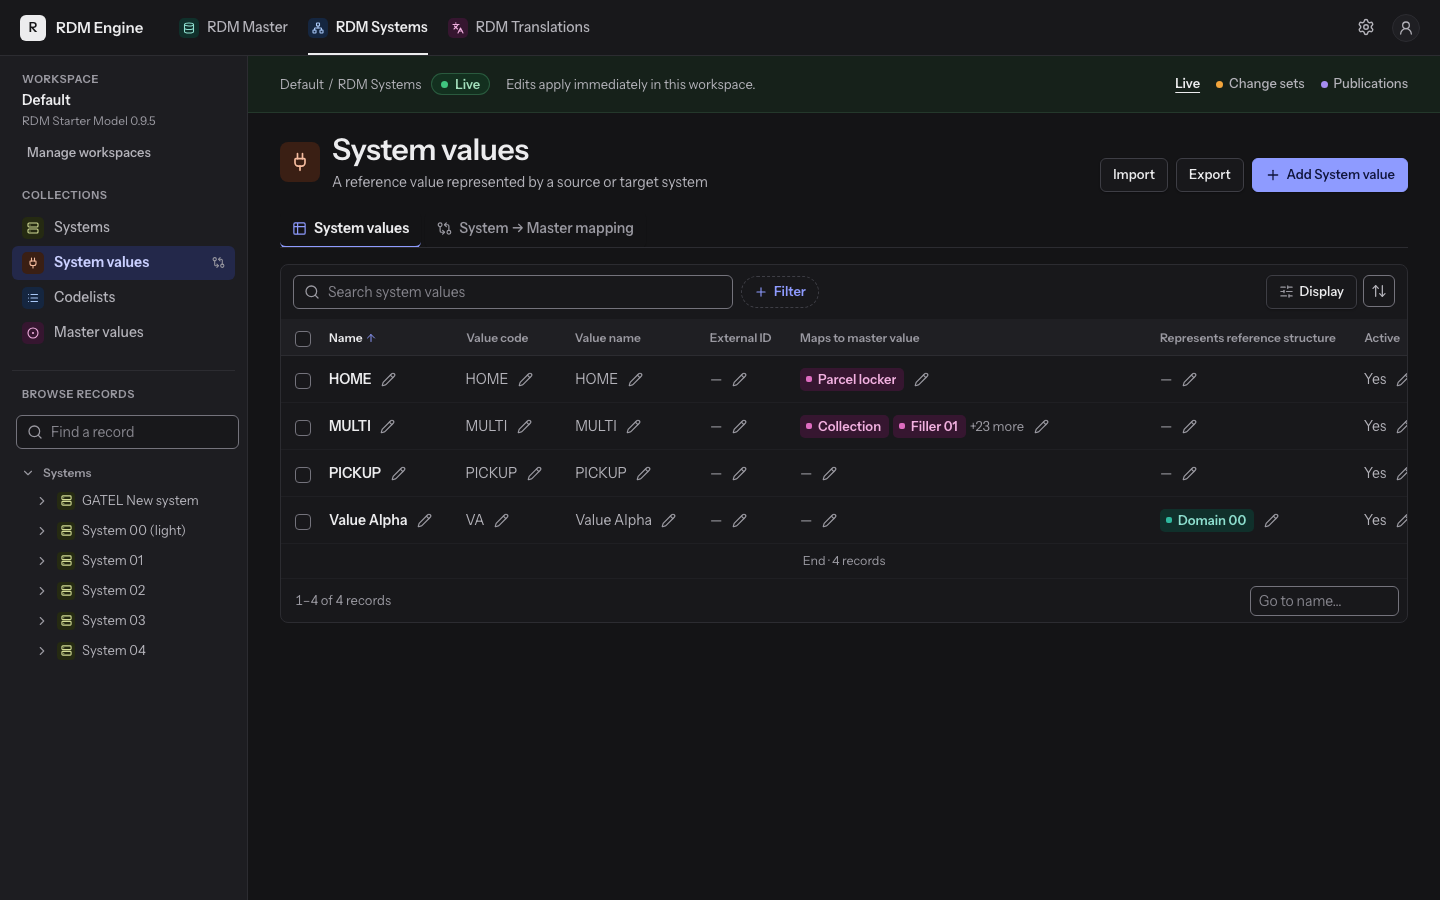 R RDM Engine RDM Master RDM Systems RDM Translations
WORKSPACE
Default
RDM Starter Model 0.9.5
Manage workspaces
COLLECTIONS
Systems
System values
Codelists
Master values
BROWSE RECORDS
Find a record
Systems
GATEL New system
System 00 (light)
System 01
System 02
System 03
System 04
Default / RDM Systems Live Edits apply immediately in this workspace. Live Change sets Publications
System values
A reference value represented by a source or target system
Import Export + Add System value
System values System → Master mapping
Search system values + Filter Display
Name ↑ Value code Value name External ID Maps to master value Represents reference structure Active
HOME HOME HOME — Parcel locker — Yes
MULTI MULTI MULTI — Collection Filler 01 +23 more — Yes
PICKUP PICKUP PICKUP — — — Yes
Value Alpha VA Value Alpha — — Domain 00 Yes
End · 4 records
1–4 of 4 records Go to name...